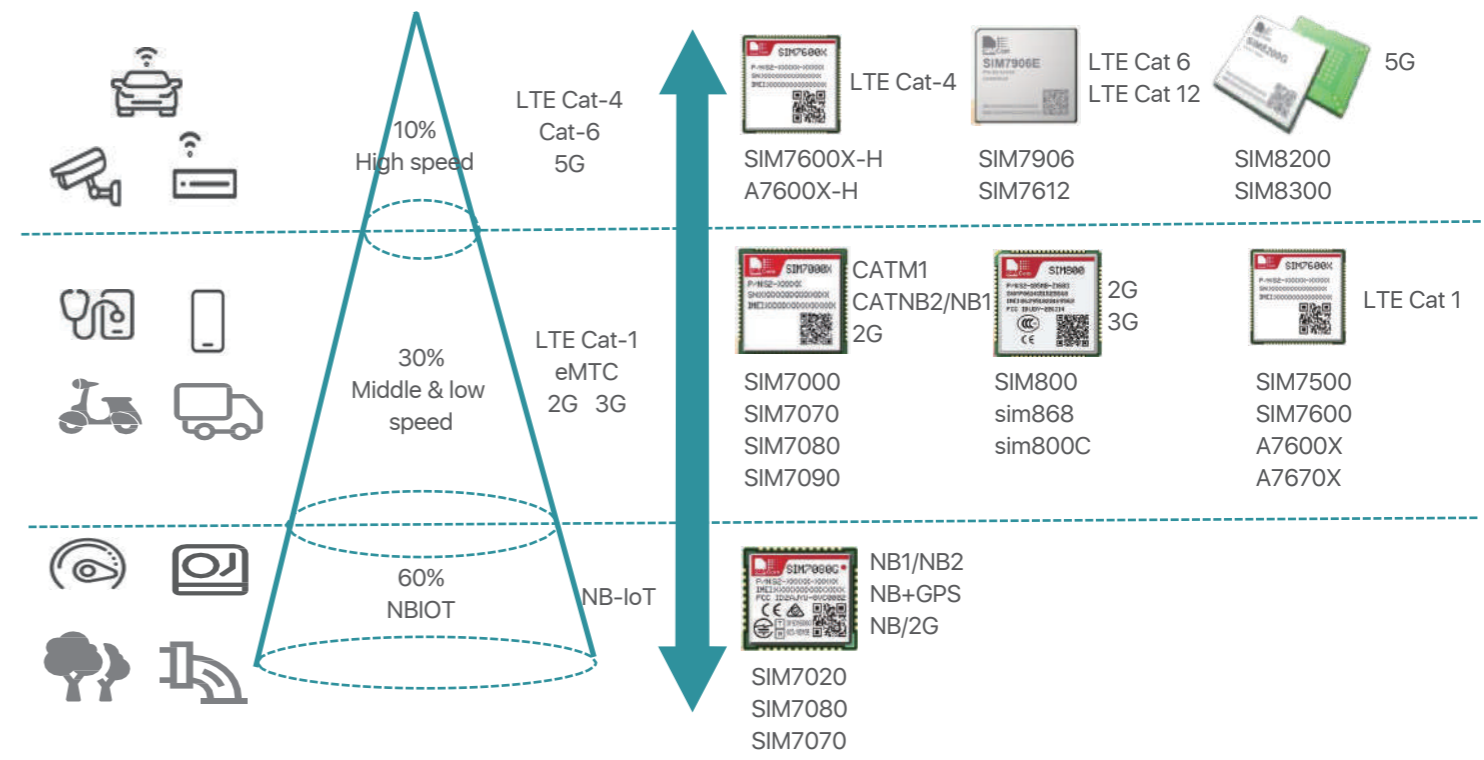 10%
High speed
LTE Cat-4
Cat-6
5G
SIM7600X
LTE Cat-4
SIM7600X-H
A7600X-H
SIM7906E
LTE Cat 6
LTE Cat 12
SIM7906
SIM7612
SIM8200G
5G
SIM8200
SIM8300
30%
Middle & low
speed
LTE Cat-1
eMTC
2G 3G
SIM7000X
CATM1
CATNB2/NB1
2G
SIM7000
SIM7070
SIM7080
SIM7090
SIM800
2G
3G
SIM800
sim868
sim800C
SIM7600X
LTE Cat 1
SIM7500
SIM7600
A7600X
A7670X
60%
NBIOT
NB-IoT
SIM7080G
NB1/NB2
NB+GPS
NB/2G
SIM7020
SIM7080
SIM7070